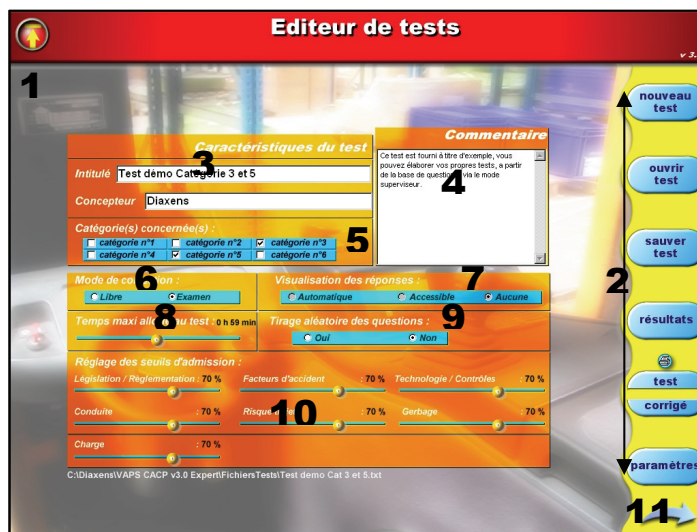 Editeur de tests
v 3.
1
nouveau test
Caractéristiques du test
Commentaire
3
Intitulé Test démo Catégorie 3 et 5
Ce test est fourni à titre d'exemple, vous
pouvez élaborer vos propres tests, a partir
de la base de questions via le mode
superviseur.
4
ouvrir test
Concepteur Diaxens
Catégorie(s) concernée(s) :
5
catégorie n°1 catégorie n°2 catégorie n°3
catégorie n°4 catégorie n°5 catégorie n°6
sauver test
2
Mode de :
6
Libre Examen
Visualisation des réponses :
7
Automatique Accessible Aucune
Temps maxi au test : 0 h 59 min
8
Tirage aléatoire des questions :
9
Oui Non
résultats
Réglage des seuils d'admission :
Législation / Réglementation : 70 % Facteurs d'accident : 70 % Technologie / Contrôles : 70 %
test
corrigé
Conduite : 70 % : 70 % Gerbage : 70 %
10
Charge : 70 %
paramètres
C:\Diaxens\VAPS CACP v3.0 Expert\FichiersTests\Test demo Cat 3 et 5.txt
11